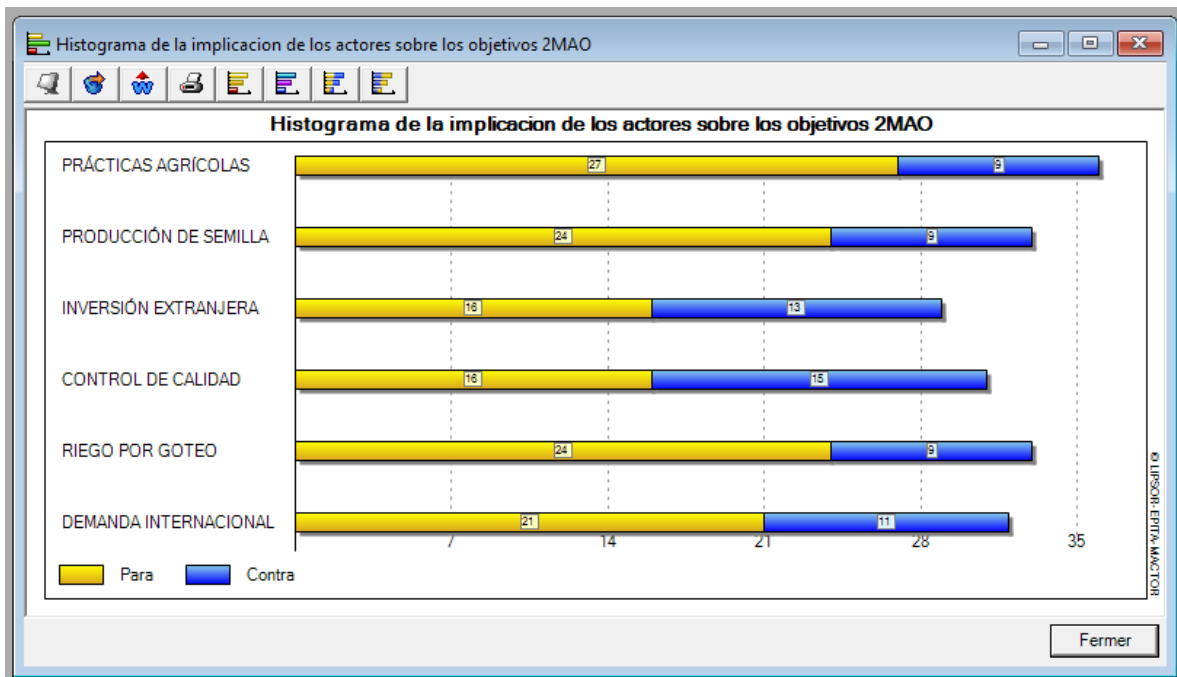 Histograma de la implicacion de los actores sobre los objetivos 2MAO
Histograma de la implicacion de los actores sobre los objetivos 2MAO
PRÁCTICAS AGRÍCOLAS 27 9
PRODUCCIÓN DE SEMILLA 24 9
INVERSIÓN EXTRANJERA 16 13
CONTROL DE CALIDAD 16 15
RIEGO POR GOTEO 24 9
DEMANDA INTERNACIONAL 21 11
7 14 21 28 35
Para Contra
© LIPSOR-EPITA-MACTOR
Fermer